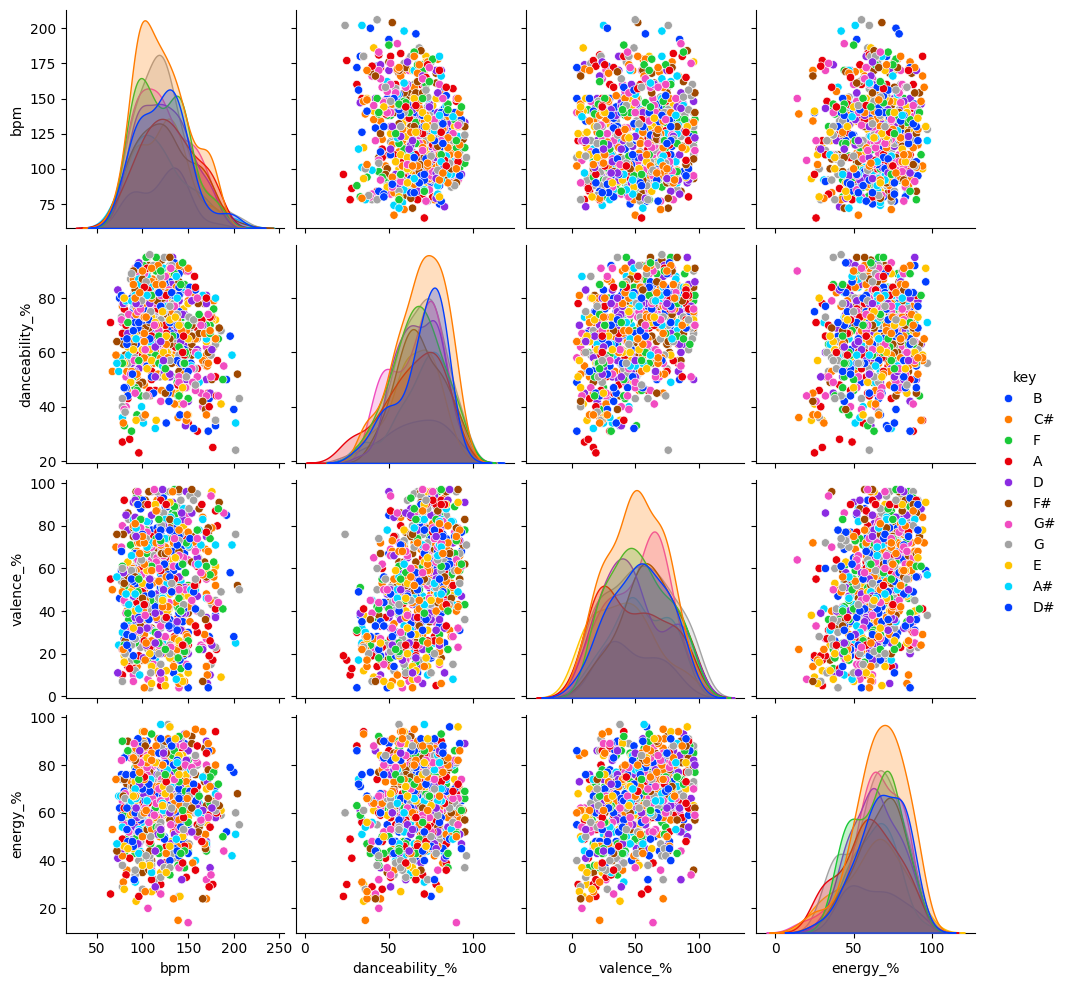 200
175
150
125
100
75
bpm
80
60
40
20
danceability_%
100
80
60
40
20
0
valence_%
100
80
60
40
20
energy_%
50 100 150 200 250
bpm
0 50 100
danceability_%
0 50 100
valence_%
0 50 100
energy_%
key
B
C#
F
A
D
F#
G#
G
E
A#
D#